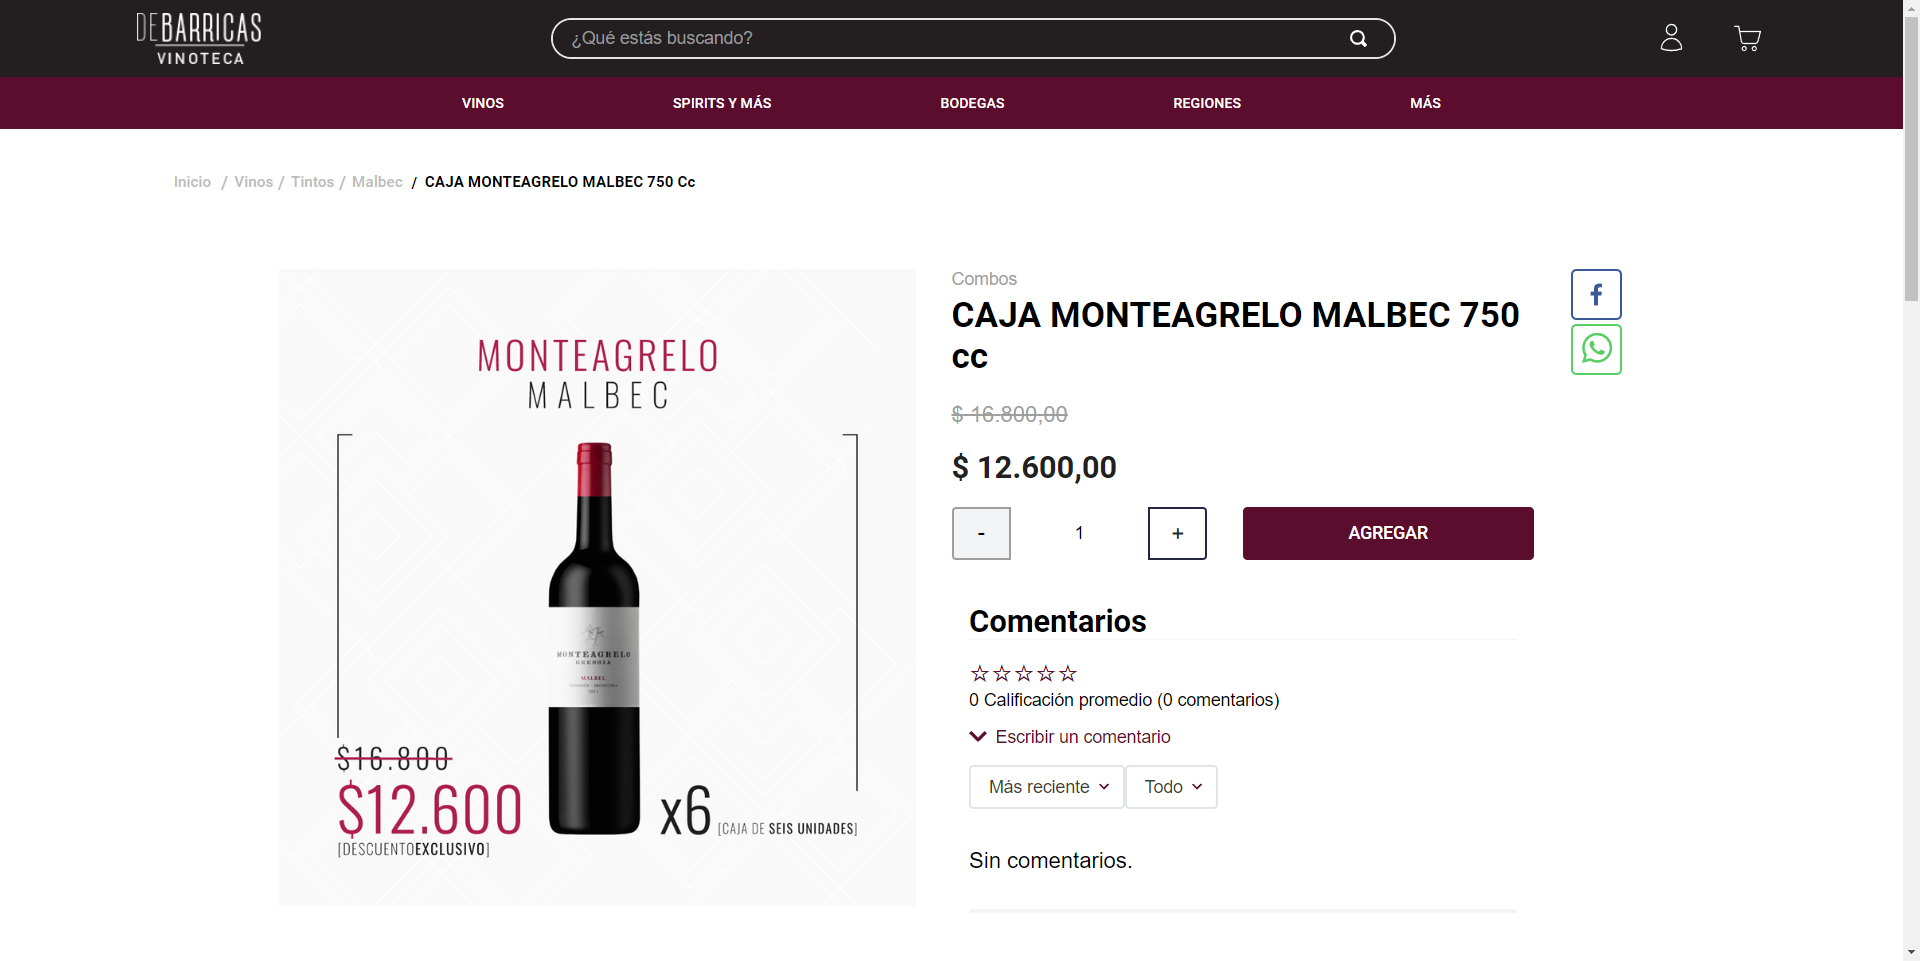 DEBARRICAS
VINOTECA
¿Qué estás buscando?
VINOS
SPIRITS Y MÁS
BODEGAS
REGIONES
MÁS
Inicio / Vinos / Tintos / Malbec / CAJA MONTEAGRELO MALBEC 750 Cc
MONTEAGRELO
MALBEC
MONTEAGRELO
BRESSIA
MALBEC
$16.800
$12.600
[DESCUENTOEXCLUSIVO]
x6 [CAJA DE SEIS UNIDADES]
Combos
CAJA MONTEAGRELO MALBEC 750
cc
$ 16.800,00
$ 12.600,00
- 1 + AGREGAR
Comentarios
☆☆☆☆☆
0 Calificación promedio (0 comentarios)
Escribir un comentario
Más reciente Todo
Sin comentarios.